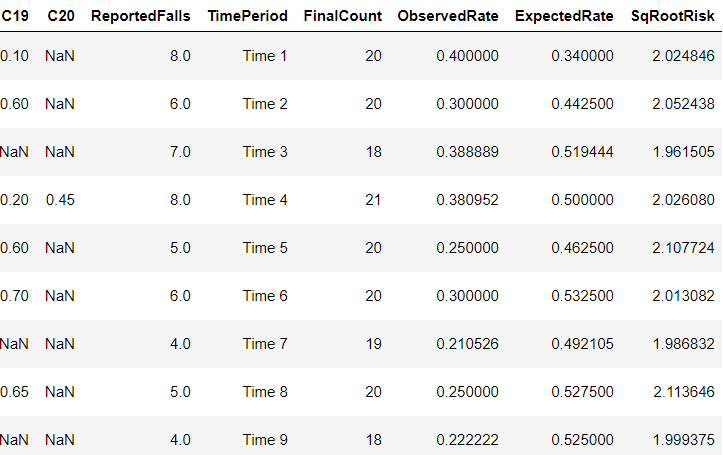 C19 C20 ReportedFalls TimePeriod FinalCount ObservedRate ExpectedRate SqRootRisk
0.10 NaN 8.0 Time 1 20 0.400000 0.340000 2.024846
0.60 NaN 6.0 Time 2 20 0.300000 0.442500 2.052438
NaN NaN 7.0 Time 3 18 0.388889 0.519444 1.961505
0.20 0.45 8.0 Time 4 21 0.380952 0.500000 2.026080
0.60 NaN 5.0 Time 5 20 0.250000 0.462500 2.107724
0.70 NaN 6.0 Time 6 20 0.300000 0.532500 2.013082
NaN NaN 4.0 Time 7 19 0.210526 0.492105 1.986832
0.65 NaN 5.0 Time 8 20 0.250000 0.527500 2.113646
NaN NaN 4.0 Time 9 18 0.222222 0.525000 1.999375